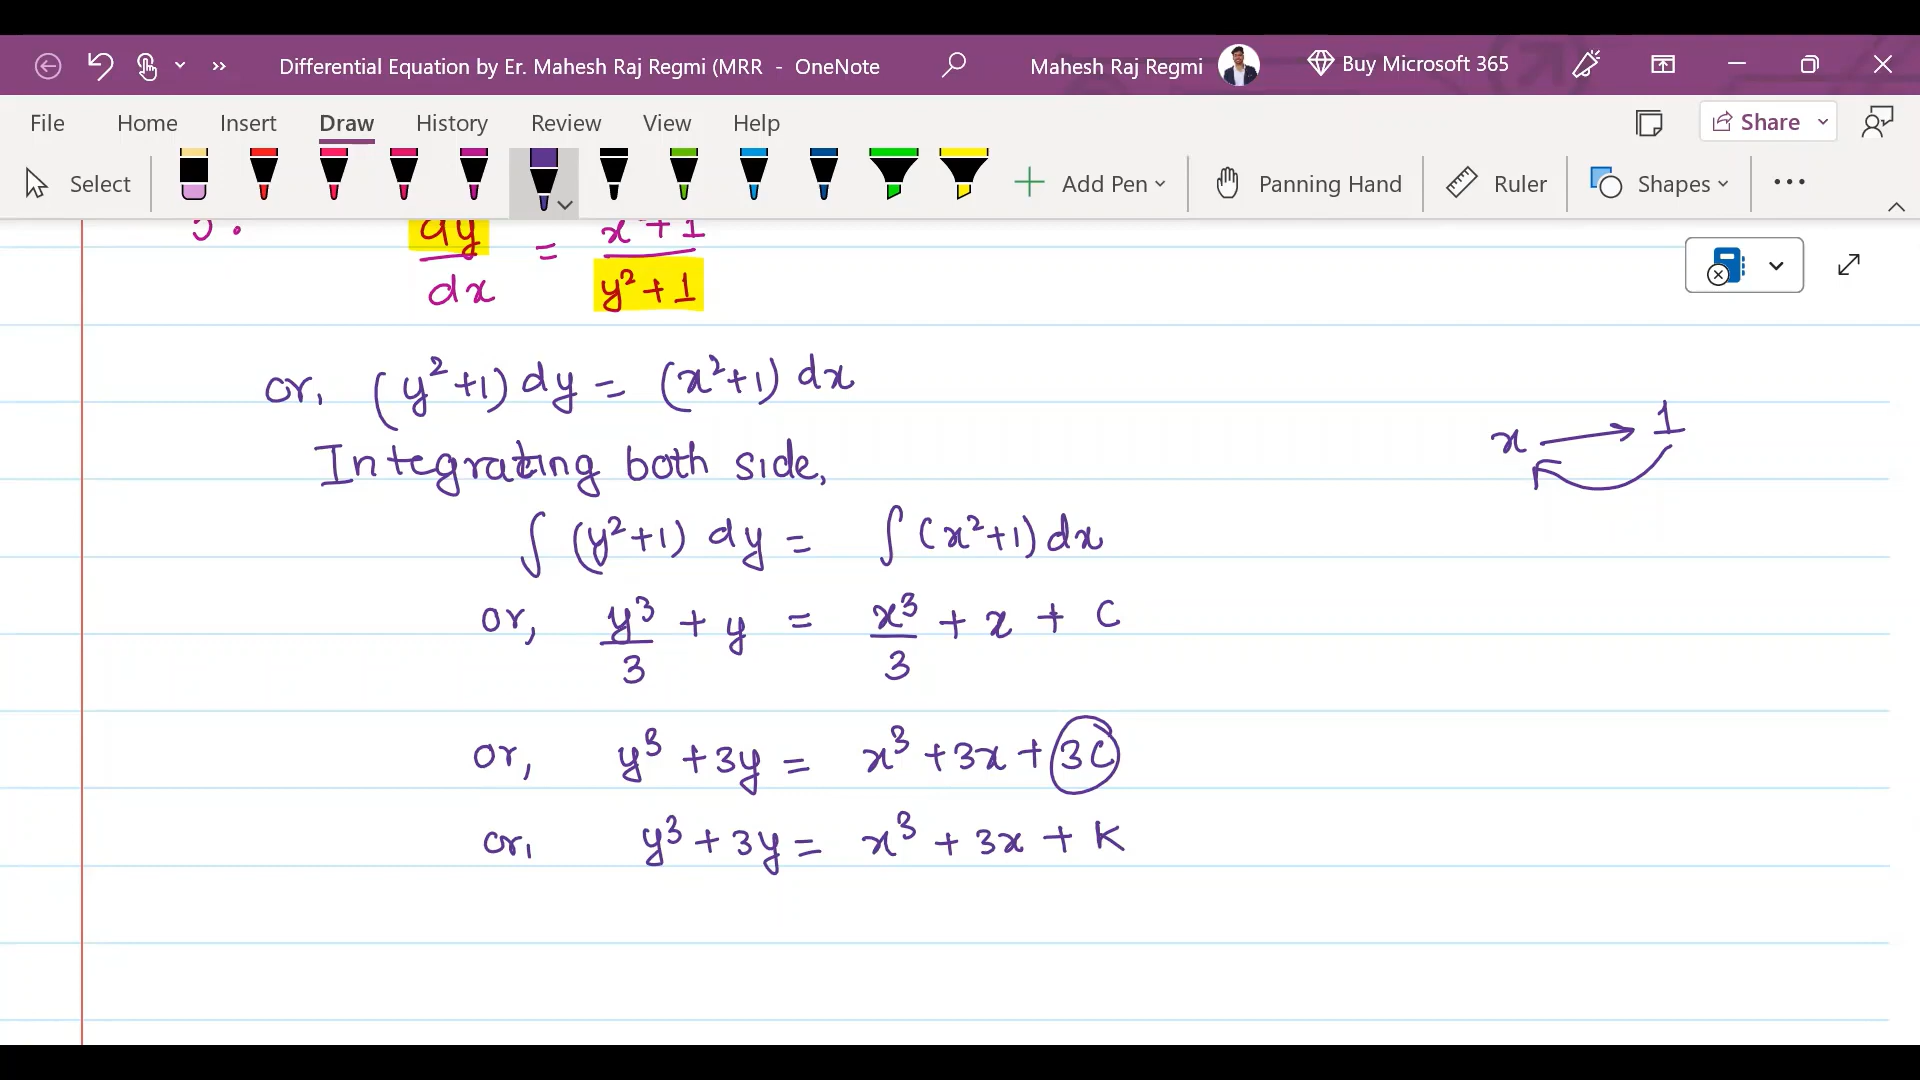 Differential Equation by Er. Mahesh Raj Regmi (MRR - OneNote
Mahesh Raj Regmi
Buy Microsoft 365
File Home Insert Draw History Review View Help
Share
Select
Add Pen
Panning Hand
Ruler
Shapes
dy/dx = x²+1/y²+1
or, (y²+1) dy = (x²+1) dx
x → 1
Integrating both side,
∫ (y²+1) dy = ∫ (x²+1) dx
or, y³/3 + y = x³/3 + x + C
or, y³ + 3y = x³ + 3x + 3C
or, y³ + 3y = x³ + 3x + K